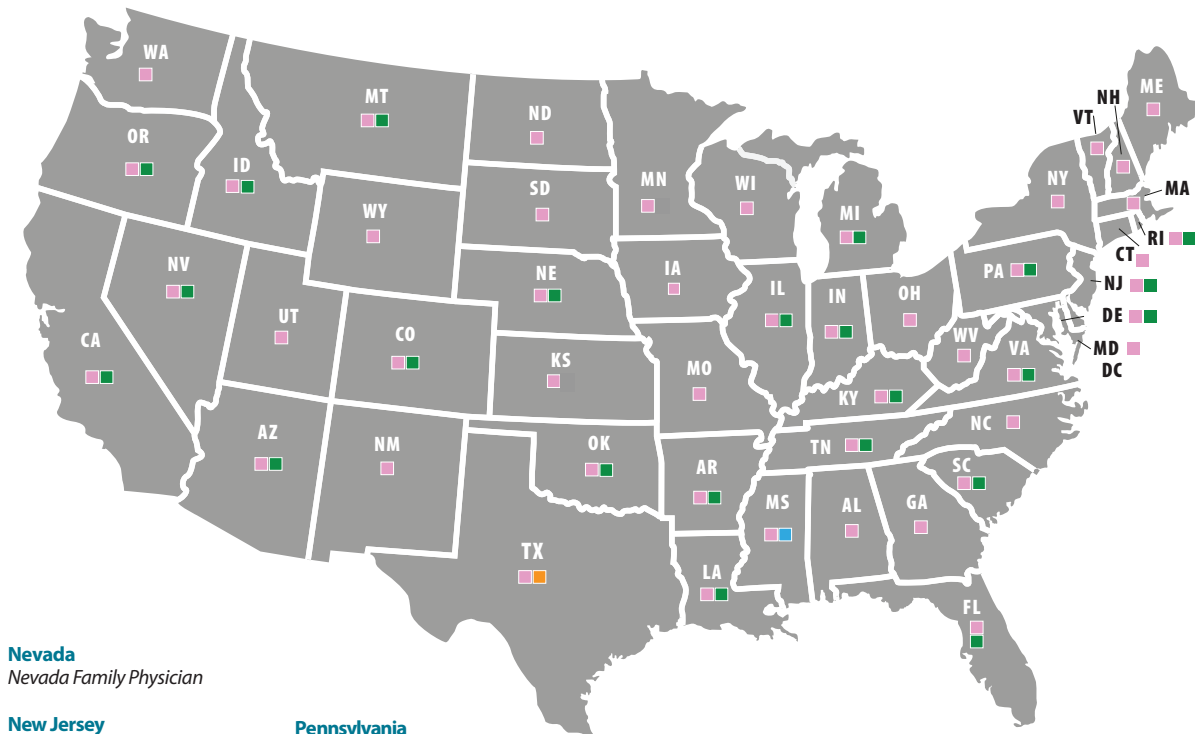 WA
MT
ND
OR
ID
SD
MN
WI
MI
NY
VT
NH
ME
MA
RI
CT
WY
NV
NE
IA
IL
IN
OH
PA
NJ
DE
MD
DC
CA
UT
CO
KS
MO
KY
WV
VA
AZ
NM
OK
AR
TN
NC
SC
MS
AL
GA
TX
LA
FL
Nevada
Nevada Family Physician
New Jersey
Pennsylvania